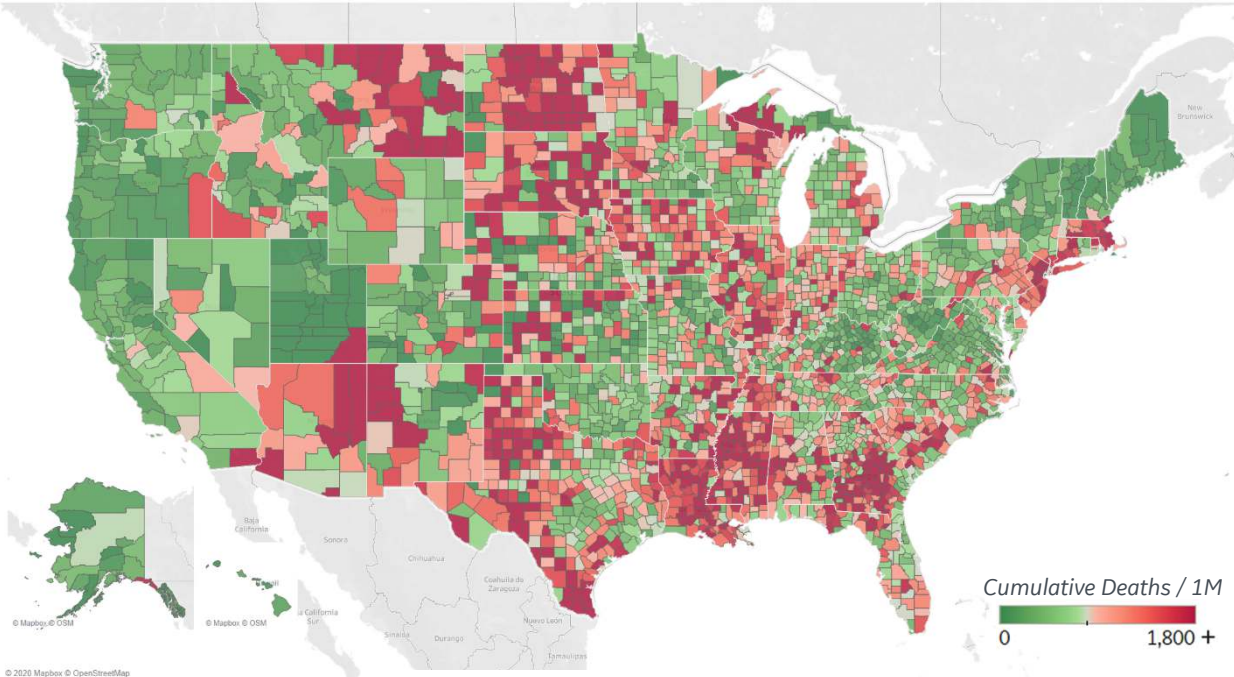 New
Brunswick
Baja
California
Sonora
Chihuahua
Coahuila de
Zaragoza
Nuevo León
Tamaulipas
Sinaloa
Durango
a California
Sur
© Mapbox © OSM
© Mapbox © OSM
Cumulative Deaths / 1M
0
1,800 +
© 2020 Mapbox © OpenStreetMap